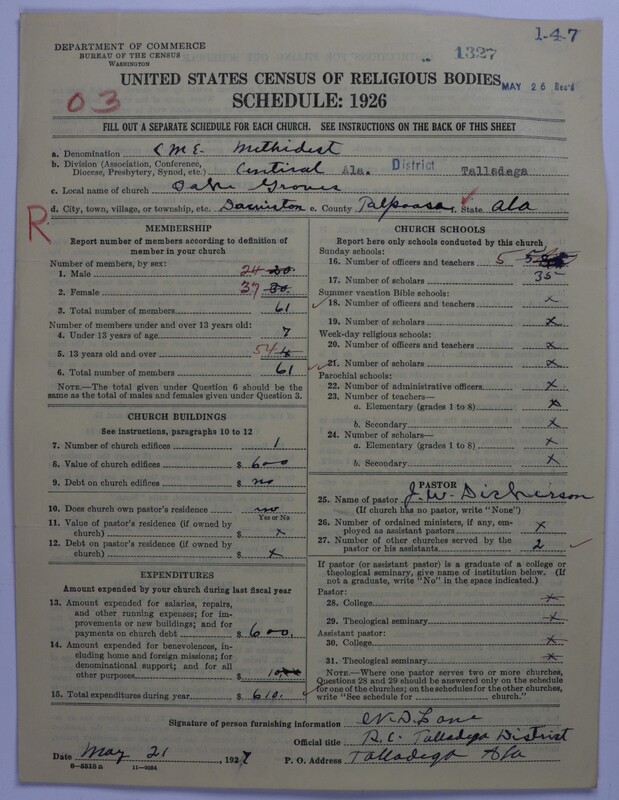 1-4-7
DEPARTMENT OF COMMERCE
BUREAU OF THE CENSUS
WASHINGTON
1327
UNITED STATES CENSUS OF RELIGIOUS BODIES
MAY 26 Rec'd
03
SCHEDULE: 1926
FILL OUT A SEPARATE SCHEDULE FOR EACH CHURCH. SEE INSTRUCTIONS ON THE BACK OF THIS SHEET
a. Denomination CME Methidest
b. Division (Association, Conference, Diocese, Presbytery, Synod, etc.) Centiral Ala. District Talladega
c. Local name of church Groves
d. City, town, village, or township, etc. e. County Talpoosa f. State Ala
R
MEMBERSHIP
Report number of members according to definition of member in your church
Number of members, by sex:
1. Male 24 20
2. Female 37 80
3. Total number of members 61
Number of members under and over 13 years old:
4. Under 13 years of age 7
5. 13 years old and over 54
6. Total number of members 61
NOTE.—The total given under Question 6 should be the same as the total of males and females given under Question 3.
CHURCH BUILDINGS
See instructions, paragraphs 10 to 12
7. Number of church edifices 1
8. Value of church edifices $ 600
9. Debt on church edifices $ no
10. Does church own pastor's residence no
Yes or No
11. Value of pastor's residence (if owned by church) $ x
12. Debt on pastor's residence (if owned by church) $ x
EXPENDITURES
Amount expended by your church during last fiscal year
13. Amount expended for salaries, repairs, and other running expenses; for improvements or new buildings; and for payments on church debt $ 600.
14. Amount expended for benevolences, including home and foreign missions; for denominational support; and for all other purposes $ 10
15. Total expenditures during year $ 610.
CHURCH SCHOOLS
Report here only schools conducted by this church
Sunday schools:
16. Number of officers and teachers 5
17. Number of scholars 35
Summer vacation Bible schools:
18. Number of officers and teachers x
19. Number of scholars x
Week-day religious schools:
20. Number of officers and teachers x
21. Number of scholars x
Parochial schools:
22. Number of administrative officers x
23. Number of teachers—
a. Elementary (grades 1 to 8) x
b. Secondary x
24. Number of scholars—
a. Elementary (grades 1 to 8) x
b. Secondary x
PASTOR
25. Name of pastor J. W. Dickerson
(If church has no pastor, write "None")
26. Number of ordained ministers, if any, employed as assistant pastors x
27. Number of other churches served by the pastor or his assistants 2
If pastor (or assistant pastor) is a graduate of a college or theological seminary, give name of institution below. (If not a graduate, write "No" in the space indicated.)
Pastor:
28. College x
29. Theological seminary x
Assistant pastor:
30. College x
31. Theological seminary x
NOTE.—Where one pastor serves two or more churches, Questions 28 and 29 should be answered only on the schedule for one of the churches; on the schedules for the other churches, write "See schedule for church."
Signature of person furnishing information N. D. Lane
Official title P. E. Talladega District
Date May 21 1927 P. O. Address Talladega Ala
6-5518 a 11-9034